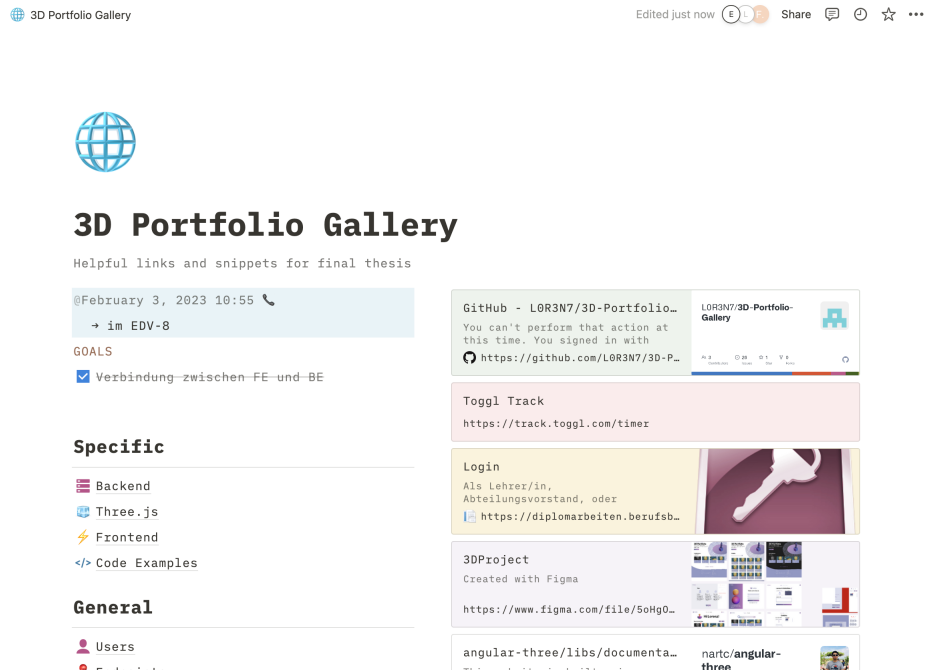 3D Portfolio Gallery
Edited just now
E
L
F
Share
3D Portfolio Gallery
Helpful links and snippets for final thesis
@February 3, 2023 10:55
→ im EDV-8
GOALS
Verbindung zwischen FE und BE
Specific
Backend
Three.js
Frontend
</> Code Examples
General
Users
GitHub - L0R3N7/3D-Portfolio…
You can't perform that action at
this time. You signed in with
https://github.com/L0R3N7/3D-P…
L0R3N7/3D-Portfolio-
Gallery
Toggl Track
https://track.toggl.com/timer
Login
Als Lehrer/in,
Abteilungsvorstand, oder
https://diplomarbeiten.berufsb…
3DProject
Created with Figma
https://www.figma.com/file/5oHgO…
angular-three/libs/documenta…
nartc/angular-
three